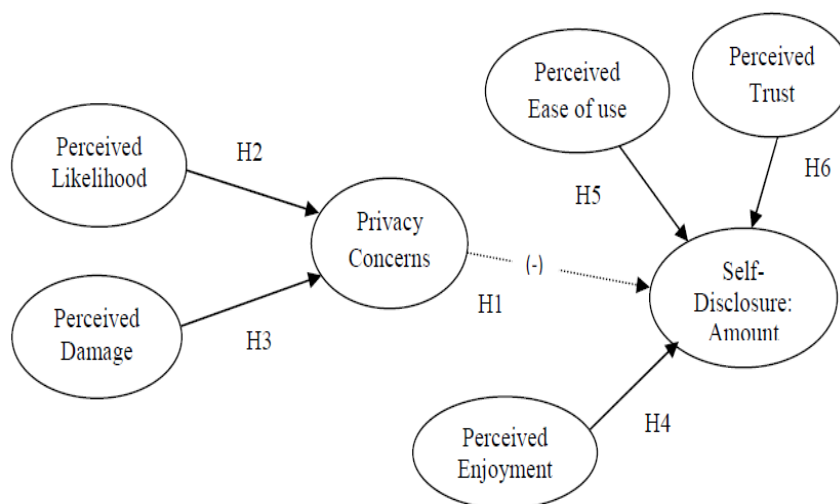 Perceived
Ease of use
Perceived
Trust
Perceived
Likelihood
H2
H5
H6
Privacy
Concerns
(-)
H1
Self-
Disclosure:
Amount
Perceived
Damage
H3
H4
Perceived
Enjoyment